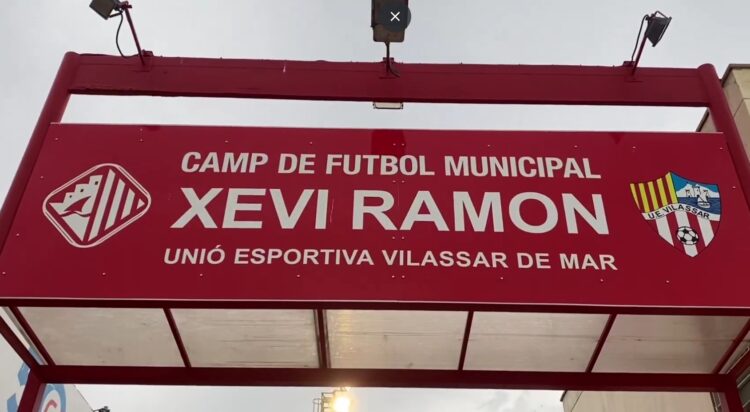 CAMP DE FUTBOL MUNICIPAL
XEVI RAMON
UNIÓ ESPORTIVA VILASSAR DE MAR
U.E. VILASSAR